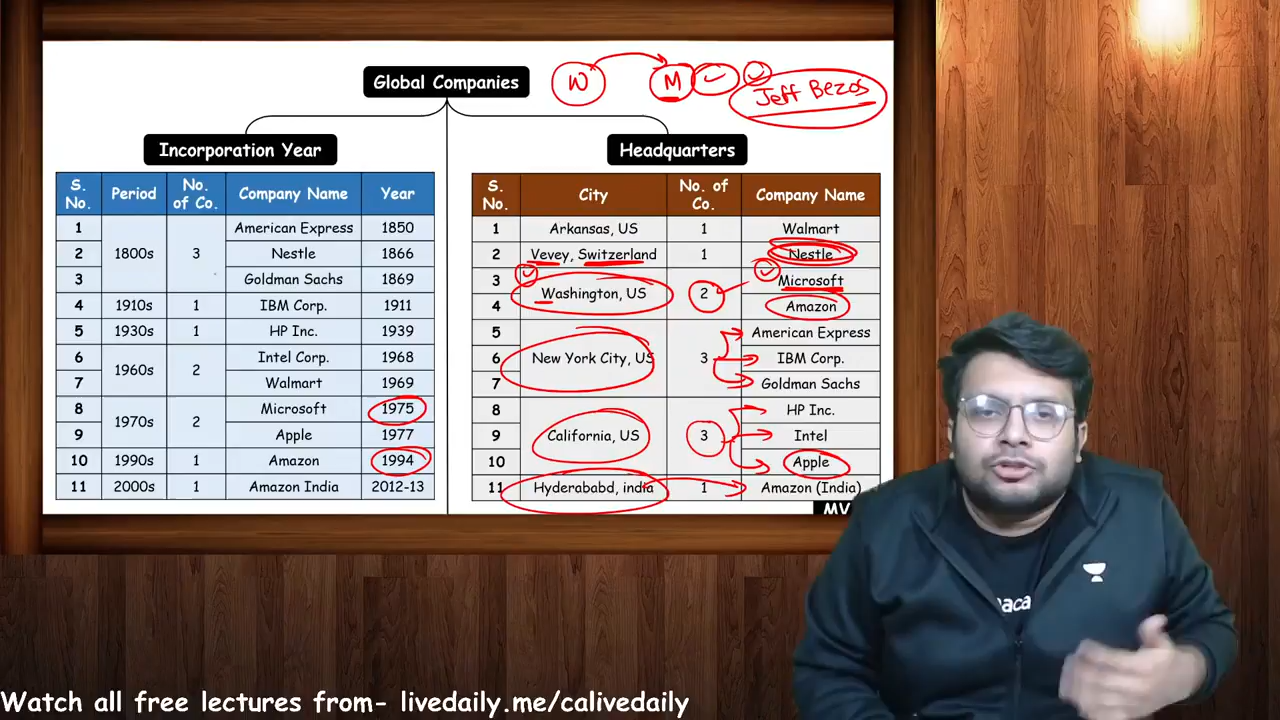 Global Companies
W M Jeff Bezos
Incorporation Year
S. No. Period No. of Co. Company Name Year
1 1800s 3 American Express 1850
2 Nestle 1866
3 Goldman Sachs 1869
4 1910s 1 IBM Corp. 1911
5 1930s 1 HP Inc. 1939
6 1960s 2 Intel Corp. 1968
7 Walmart 1969
8 1970s 2 Microsoft 1975
9 Apple 1977
10 1990s 1 Amazon 1994
11 2000s 1 Amazon India 2012-13
Headquarters
S. No. City No. of Co. Company Name
1 Arkansas, US 1 Walmart
2 Vevey, Switzerland 1 Nestle
3 Washington, US 2 Microsoft
4 Amazon
5 New York City, US 3 American Express
6 IBM Corp.
7 Goldman Sachs
8 California, US 3 HP Inc.
9 Intel
10 Apple
11 Hyderababd, india 1 Amazon (India)
MV
aca
Watch all free lectures from- livedaily.me/calivedaily